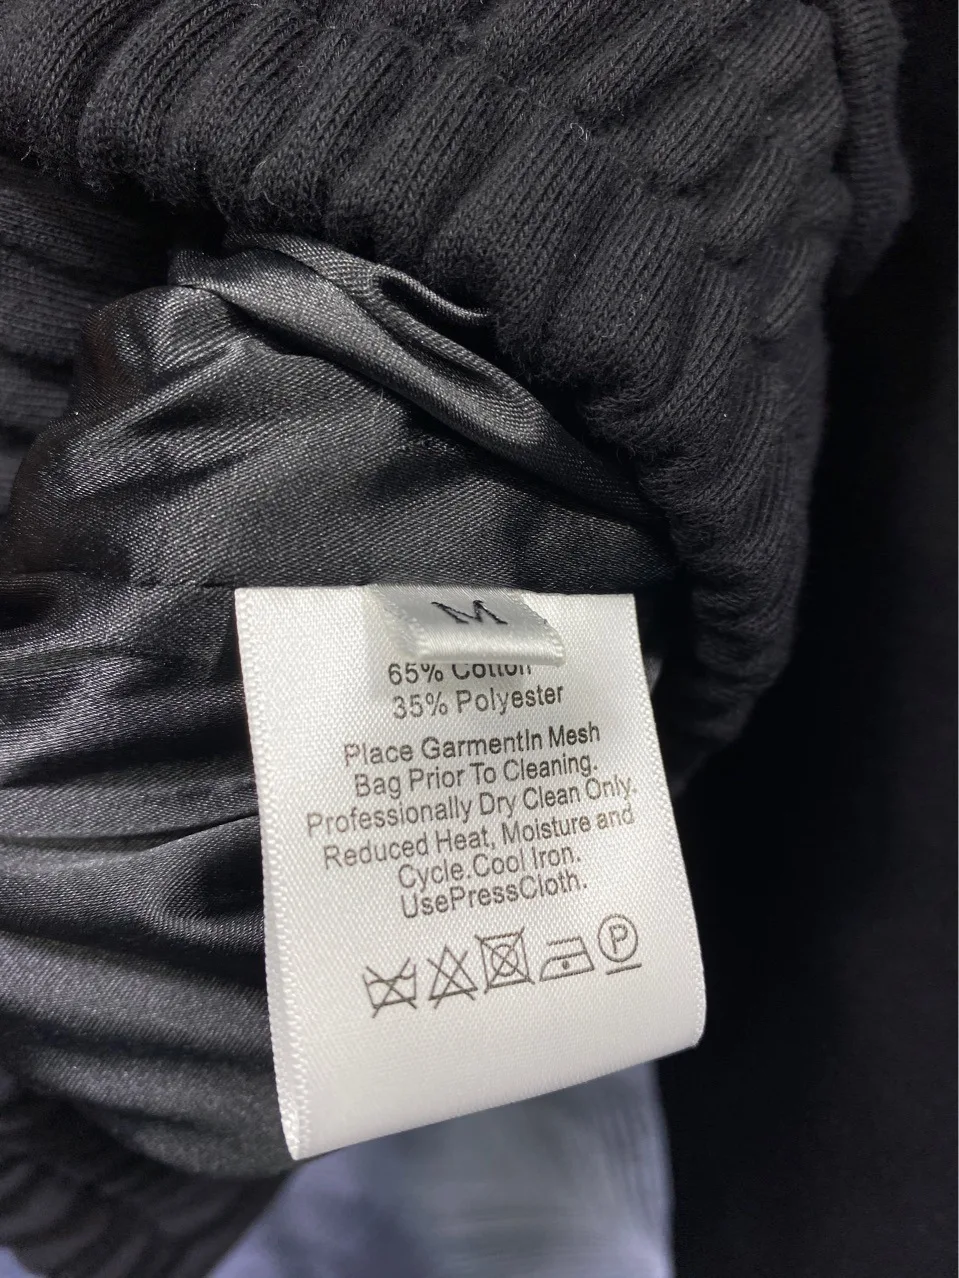 M
65% Cotton
35% Polyester
Place GarmentIn Mesh
Bag Prior To Cleaning.
Professionally Dry Clean Only.
Reduced Heat, Moisture and
Cycle.Cool Iron.
UsePressCloth.
P